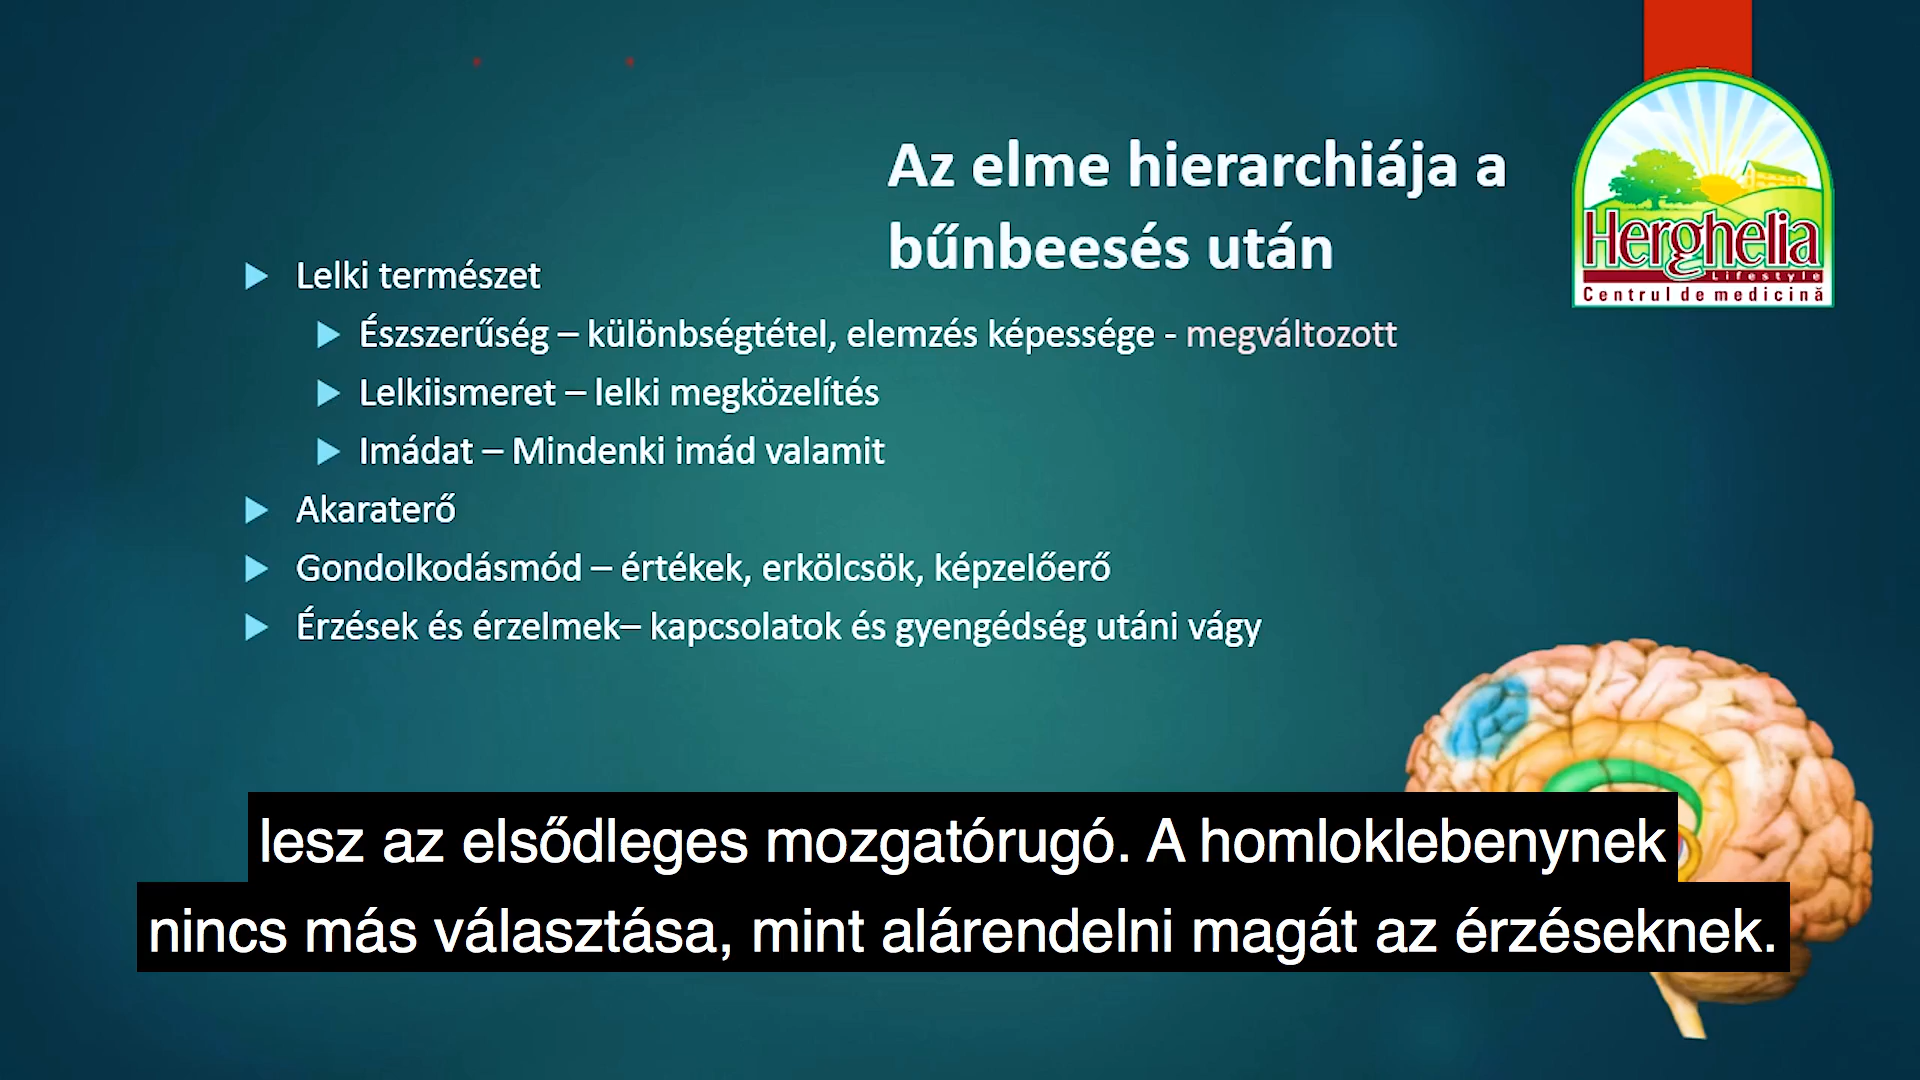 Az elme hierarchiája a
bűnbeesés után
Herghelia
Lifestyle
Centrul de medicină
Lelki természet
Észszerűség – különbségtétel, elemzés képessége - megváltozott
Lelkiismeret – lelki megközelítés
Imádat – Mindenki imád valamit
Akaraterő
Gondolkodásmód – értékek, erkölcsök, képzelőerő
Érzések és érzelmek– kapcsolatok és gyengédség utáni vágy
lesz az elsődleges mozgatórugó. A homloklebenynek
nincs más választása, mint alárendelni magát az érzéseknek.